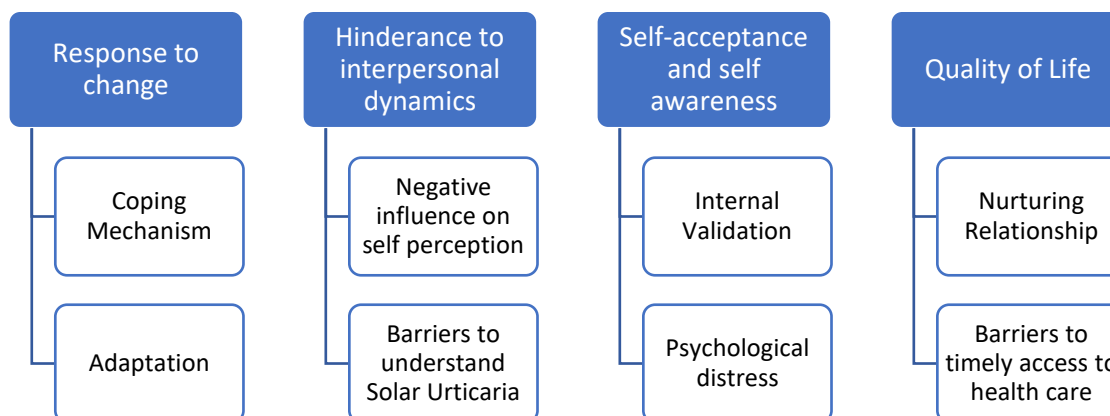 Response to
change
Coping
Mechanism
Adaptation
Hinderance to
interpersonal
dynamics
Negative
influence on
self perception
Barriers to
understand
Solar Urticaria
Self-acceptance
and self
awareness
Internal
Validation
Psychological
distress
Quality of Life
Nurturing
Relationship
Barriers to
timely access to
health care